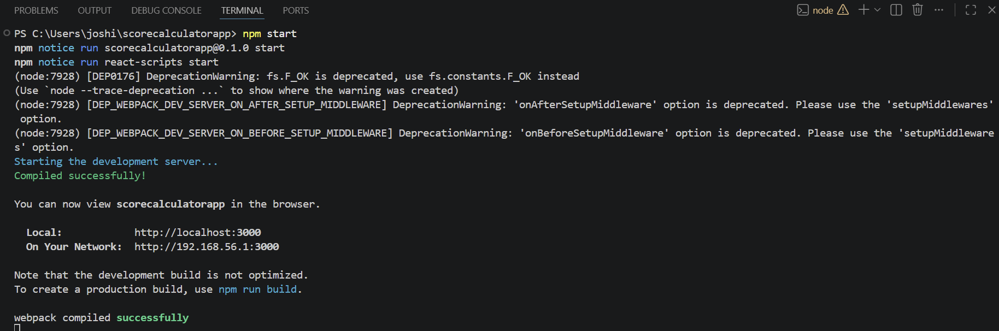 PROBLEMS OUTPUT DEBUG CONSOLE TERMINAL PORTS node
PS C:\Users\joshi\scorecalculatorapp> npm start
npm notice run scorecalculatorapp@0.1.0 start
npm notice run react-scripts start
(node:7928) [DEP0176] DeprecationWarning: fs.F_OK is deprecated, use fs.constants.F_OK instead
(Use `node --trace-deprecation ...` to show where the warning was created)
(node:7928) [DEP_WEBPACK_DEV_SERVER_ON_AFTER_SETUP_MIDDLEWARE] DeprecationWarning: 'onAfterSetupMiddleware' option is deprecated. Please use the 'setupMiddlewares'
 option.
(node:7928) [DEP_WEBPACK_DEV_SERVER_ON_BEFORE_SETUP_MIDDLEWARE] DeprecationWarning: 'onBeforeSetupMiddleware' option is deprecated. Please use the 'setupMiddleware
s' option.
Starting the development server...
Compiled successfully!
You can now view scorecalculatorapp in the browser.
Local: http://localhost:3000
On Your Network: http://192.168.56.1:3000
Note that the development build is not optimized.
To create a production build, use npm run build.
webpack compiled successfully